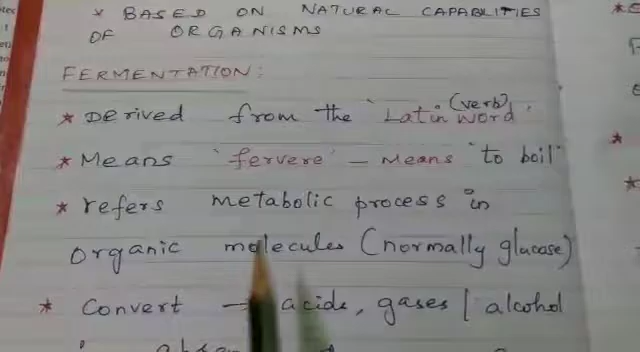 * BASED ON NATURAL CAPABILITIES
OF ORGANISMS
FERMENTATION:
* Derived from the 'Latin word' (verb)
* Means 'fervere' - means "to boil"
* refers metabolic process in
organic molecules (normally glucose)
* Convert → acids, gases / alcohol